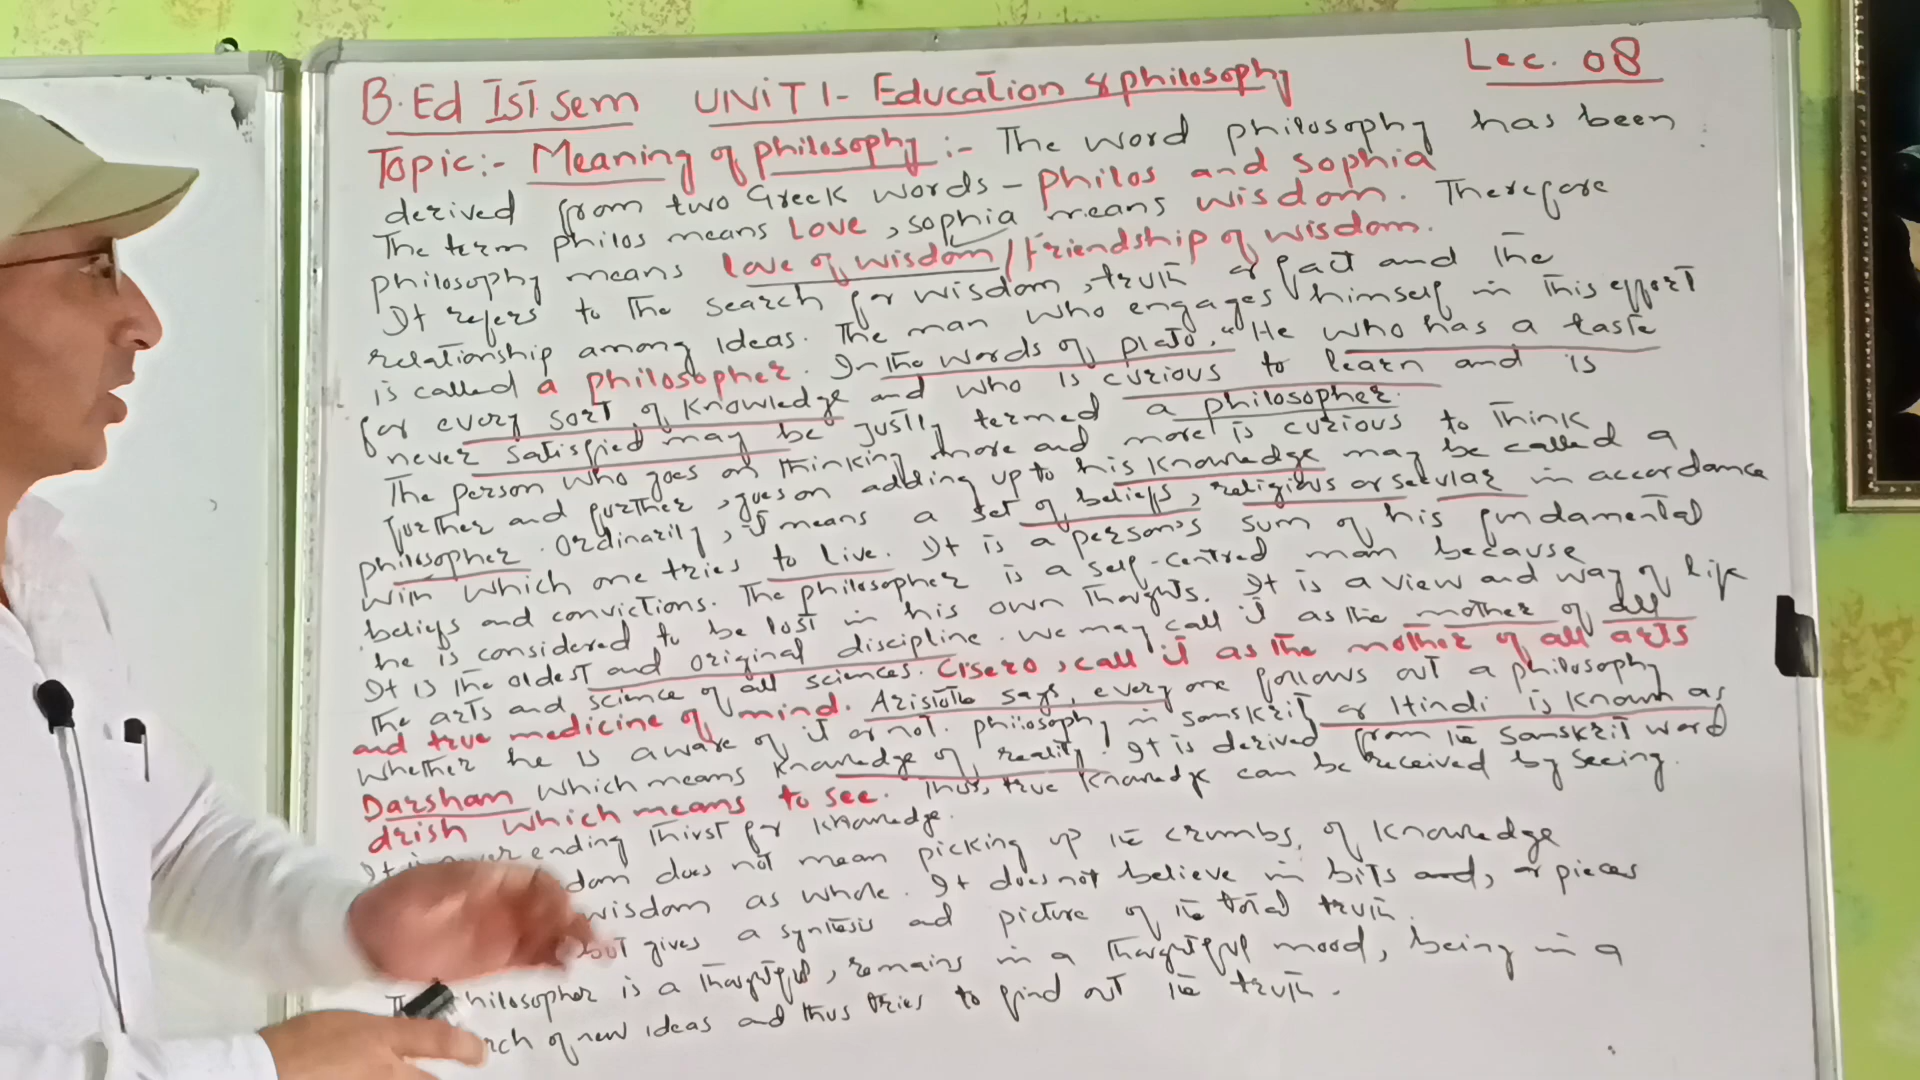 B.Ed Ist sem UNIT 1- Education & philosophy Lec. 08
Topic:- Meaning of philosophy :- The word philosophy has been
derived from two Greek words - philos and sophia
The term philos means Love, sophia means wisdom. Therefore
philosophy means love of wisdom / Friendship of wisdom.
It refers to the search for wisdom, truth or fact and the
relationship among ideas. The man who engages himself in this effort
is called a philosopher. In the words of plato, "He who has a taste
for every sort of knowledge and who is curious to learn and is
never satisfied may be justly termed a philosopher.
The person who goes on thinking more and more is curious to think
further and further, goes on adding up to his knowledge may be called a
philosopher. Ordinarily, it means a set of beliefs, religious or secular in accordance
with which one tries to live. It is a person's sum of his fundamental
beliefs and convictions. The philosopher is a self-centred man because
he is considered to be lost in his own thoughts. It is a view and way of life
It is the oldest and original discipline. we may call it as the mother of all
the arts and science of all sciences. Cisero, call it as the mother of all arts
and true medicine of mind. Aristotle says, every one follows out a philosophy
whether he is aware of it or not. philosophy in sanskrit or Hindi is known as
Darsham which means knowledge of reality. It is derived from the sanskrit word
drish which means to see. Thus, true knowledge can be received by seeing.
ending thirst for knowledge.
does not mean picking up the crumbs of knowledge
wisdom as whole. It does not believe in bits and, or pieces
but gives a syntesis and picture of the total truth.
hilosopher is a thoughtful, remains in a thoughtful mood, being in a
rch of new ideas and thus tries to find out the truth.